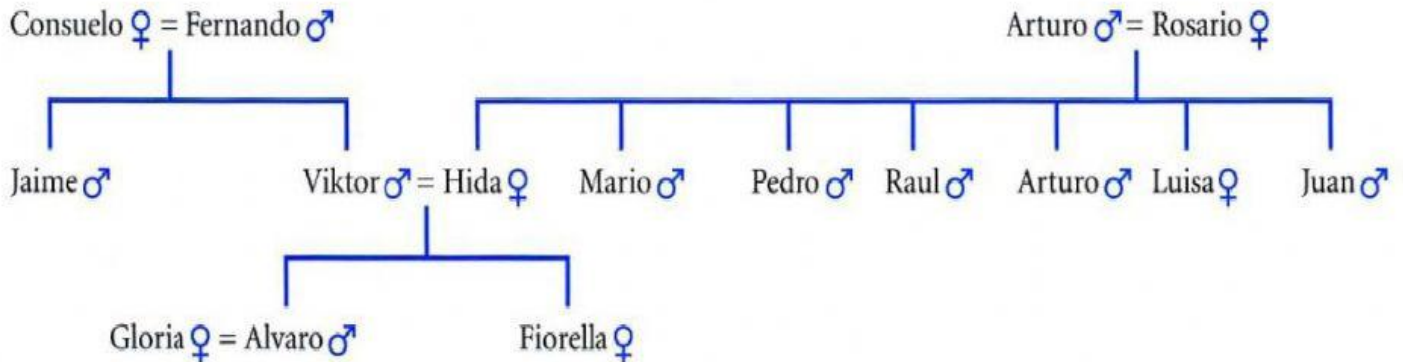 Consuelo ♀ = Fernando ♂ Arturo ♂ = Rosario ♀
Jaime ♂ Viktor ♂ = Hida ♀ Mario ♂ Pedro ♂ Raul ♂ Arturo ♂ Luisa ♀ Juan ♂
Gloria ♀ = Alvaro ♂ Fiorella ♀